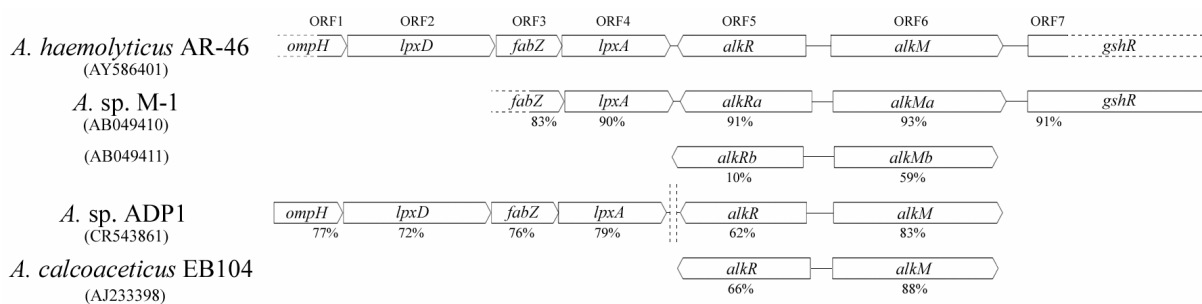 ORF1 ORF2 ORF3 ORF4 ORF5 ORF6 ORF7
A. haemolyticus AR-46 ompH lpxD fabZ lpxA alkR alkM gshR
(AY586401)
A. sp. M-1 fabZ lpxA alkRa alkMa gshR
(AB049410) 83% 90% 91% 93% 91%
(AB049411) alkRb alkMb
10% 59%
A. sp. ADP1 ompH lpxD fabZ lpxA alkR alkM
(CR543861) 77% 72% 76% 79% 62% 83%
A. calcoaceticus EB104 alkR alkM
(AJ233398) 66% 88%